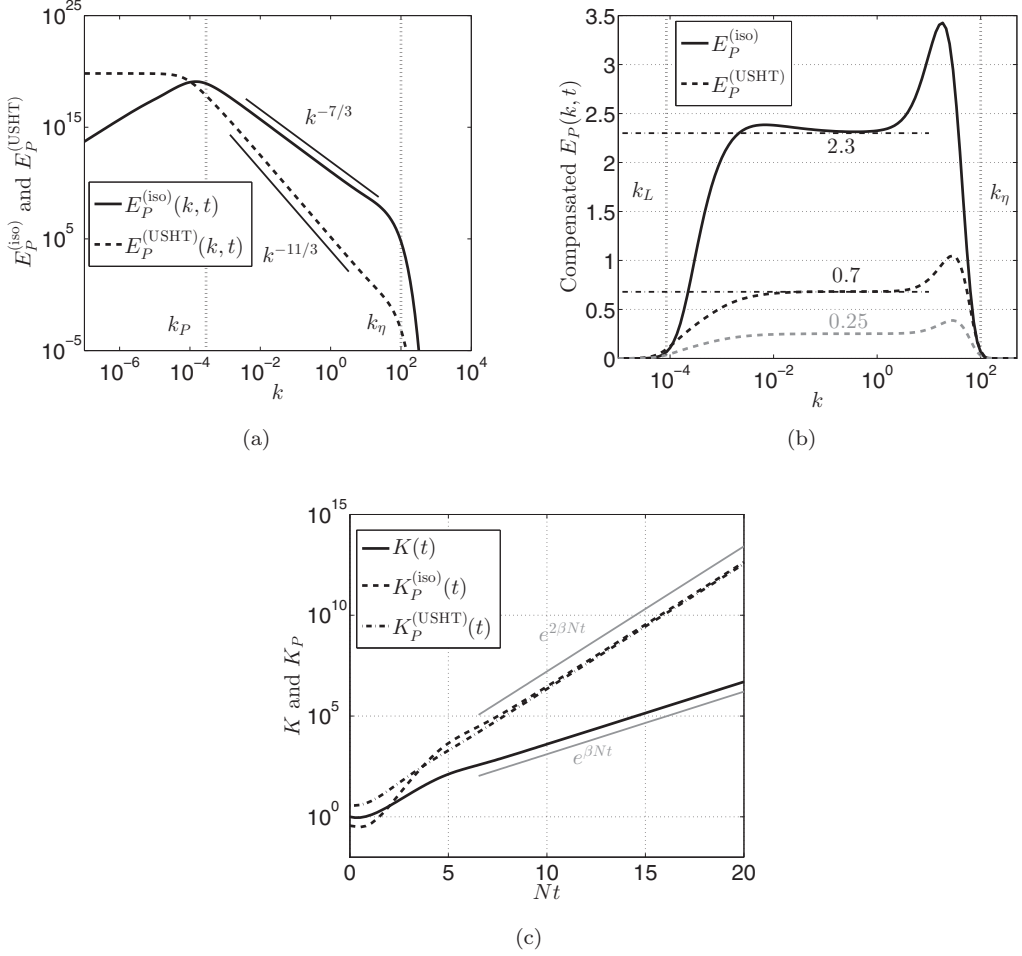 10^25
10^15
10^5
10^−5
E_P^(iso) and E_P^(USHT)
k^−7/3
E_P^(iso)(k, t)
E_P^(USHT)(k, t)
k^−11/3
k_P
k_η
10^−6
10^−4
10^−2
10^0
10^2
10^4
k
(a)
3.5
3
2.5
2
1.5
1
0.5
0
Compensated E_P(k, t)
E_P^(iso)
E_P^(USHT)
2.3
k_L
k_η
0.7
0.25
10^−4
10^−2
10^0
10^2
k
(b)
10^15
10^10
10^5
10^0
K and K_P
K(t)
K_P^(iso)(t)
K_P^(USHT)(t)
e^2βNt
e^βNt
0
5
10
15
20
Nt
(c)